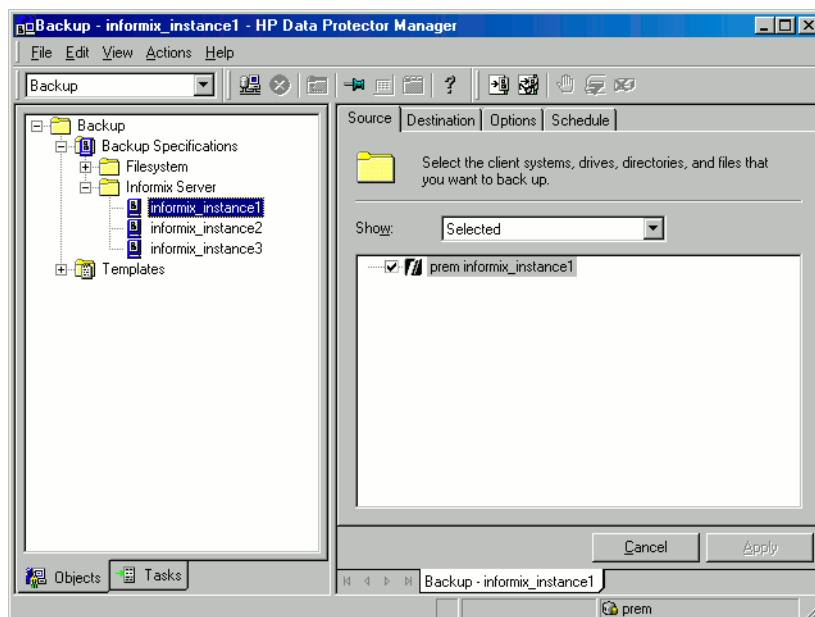 Backup - informix_instance1 - HP Data Protector Manager
File Edit View Actions Help
Backup
Backup
Backup Specifications
Filesystem
Informix Server
informix_instance1
informix_instance2
informix_instance3
Templates
Objects
Tasks
Source Destination Options Schedule
Select the client systems, drives, directories, and files that
you want to back up.
Show: Selected
prem informix_instance1
Cancel Apply
Backup - informix_instance1
prem